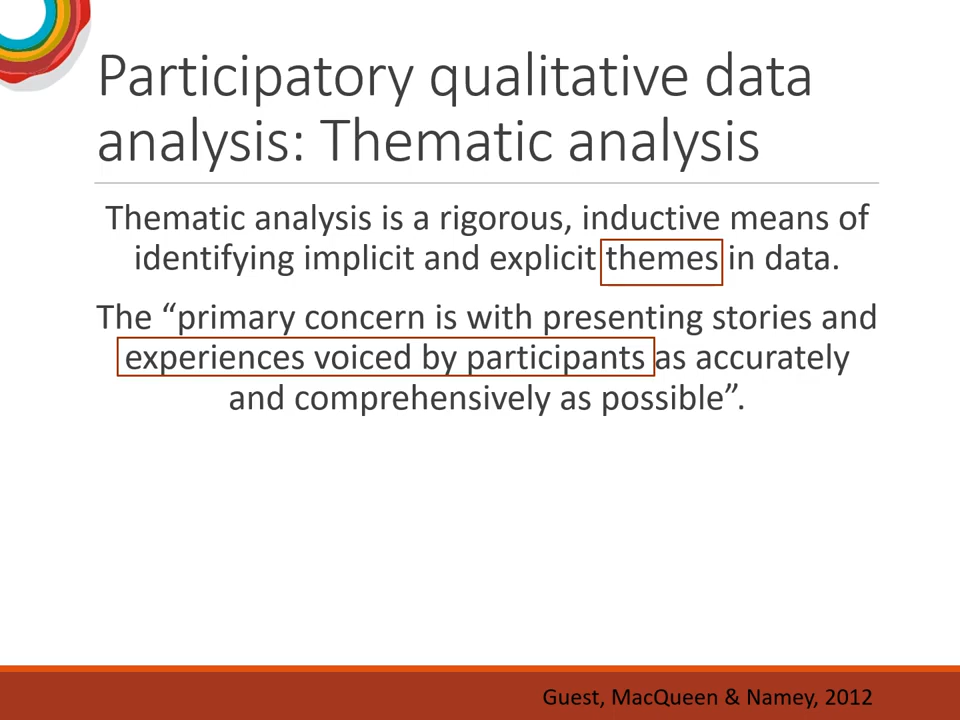 Participatory qualitative data
analysis: Thematic analysis
Thematic analysis is a rigorous, inductive means of
identifying implicit and explicit themes in data.
The “primary concern is with presenting stories and
experiences voiced by participants as accurately
and comprehensively as possible”.
Guest, MacQueen & Namey, 2012